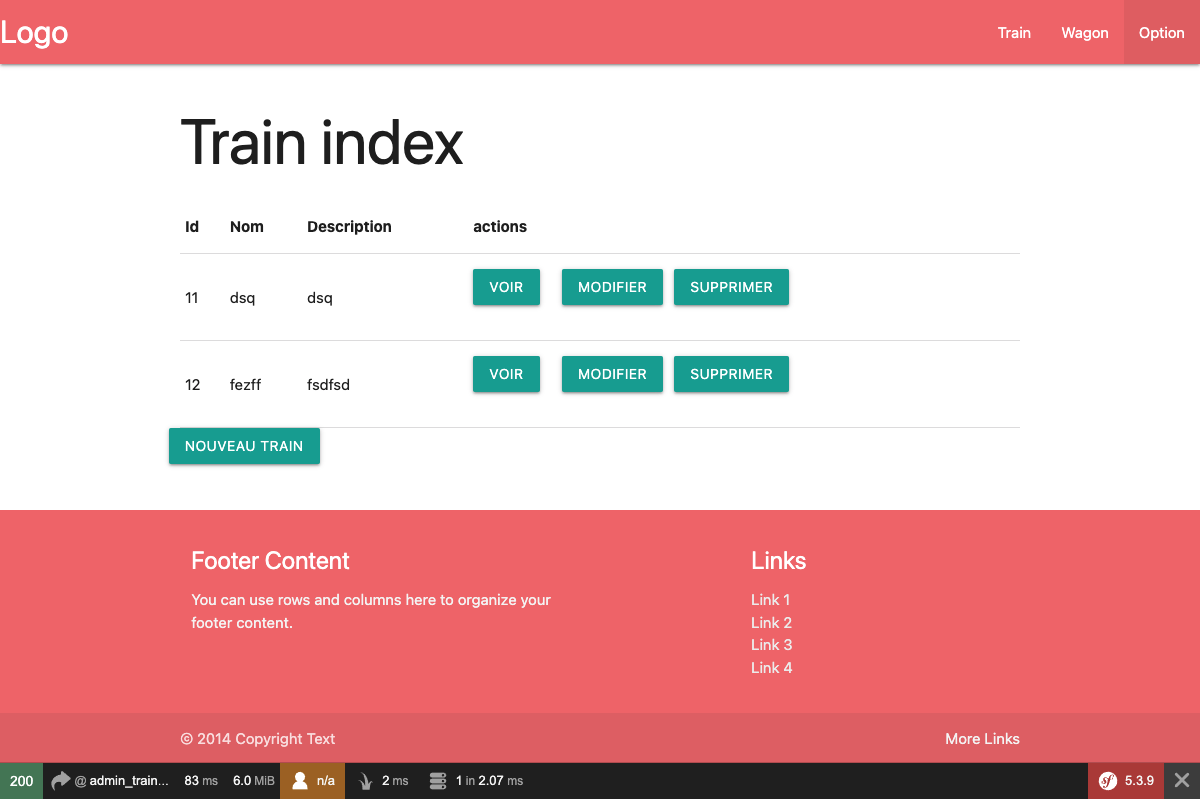 Logo
Train Wagon Option
Train index
Id Nom Description actions
11 dsq dsq VOIR MODIFIER SUPPRIMER
12 fezff fsdfsd VOIR MODIFIER SUPPRIMER
NOUVEAU TRAIN
Footer Content
You can use rows and columns here to organize your
footer content.
Links
Link 1
Link 2
Link 3
Link 4
© 2014 Copyright Text More Links
200 @ admin_train... 83 ms 6.0 MiB n/a 2 ms 1 in 2.07 ms sf 5.3.9